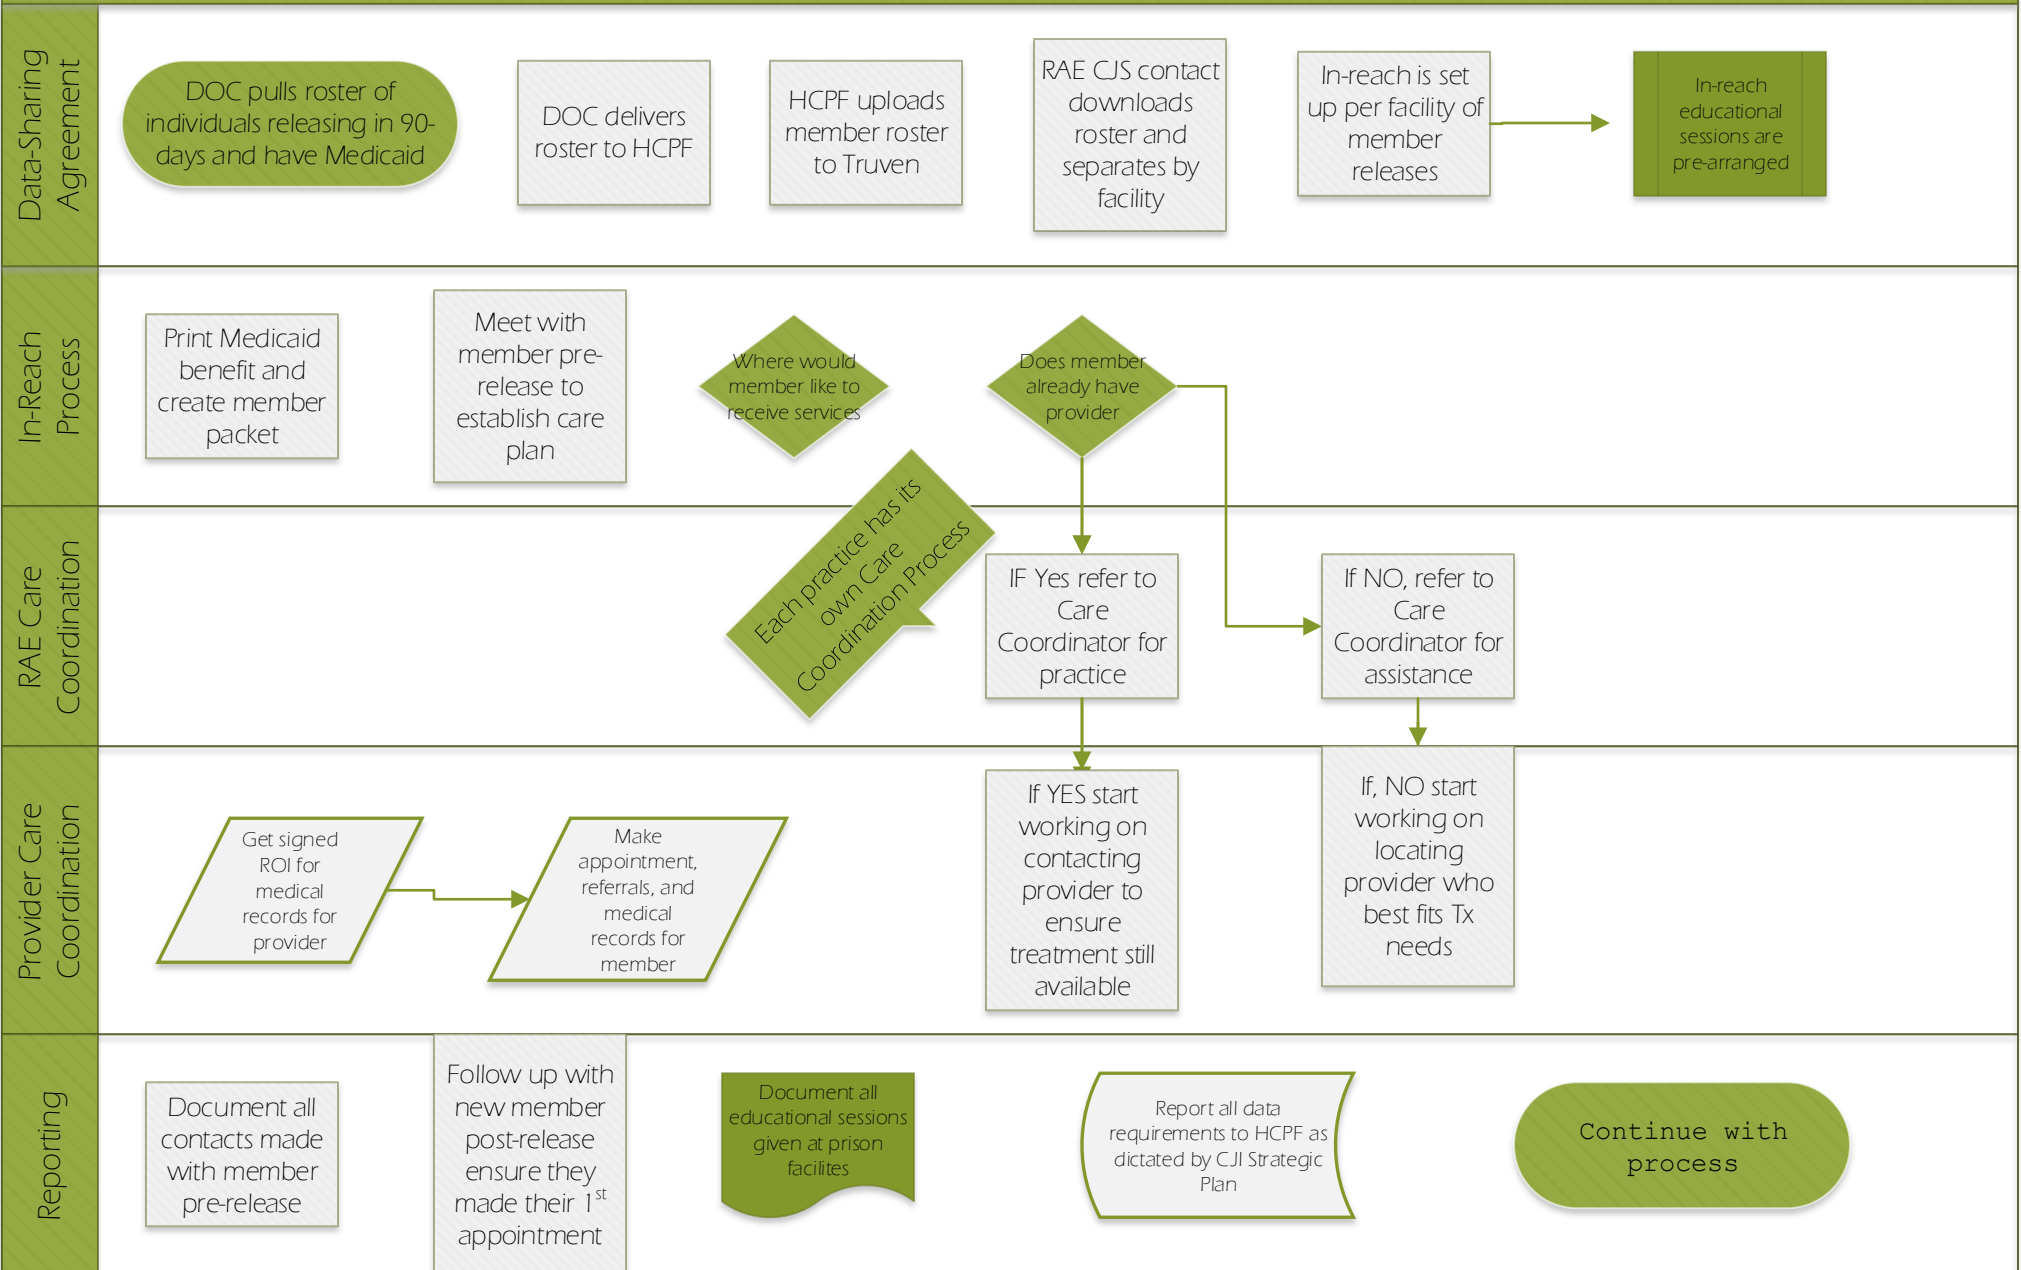 Data-Sharing
Agreement
DOC pulls roster of
individuals releasing in 90-
days and have Medicaid
DOC delivers
roster to HCPF
HCPF uploads
member roster
to Truven
RAE CJS contact
downloads
roster and
separates by
facility
In-reach is set
up per facility of
member
releases
In-reach
educational
sessions are
pre-arranged
In-Reach
Process
Print Medicaid
benefit and
create member
packet
Meet with
member pre-
release to
establish care
plan
Where would
member like to
receive services
Does member
already have
provider
RAE Care
Coordination
Each practice has its
own Care
Coordination Process
IF Yes refer to
Care
Coordinator for
practice
If NO, refer to
Care
Coordinator for
assistance
Provider Care
Coordination
Get signed
ROI for
medical
records for
provider
Make
appointment,
referrals, and
medical
records for
member
If YES start
working on
contacting
provider to
ensure
treatment still
available
If, NO start
working on
locating
provider who
best fits Tx
needs
Reporting
Document all
contacts made
with member
pre-release
Follow up with
new member
post-release
ensure they
made their 1st
appointment
Document all
educational sessions
given at prison
facilites
Report all data
requirements to HCPF as
dictated by CJI Strategic
Plan
Continue with
process